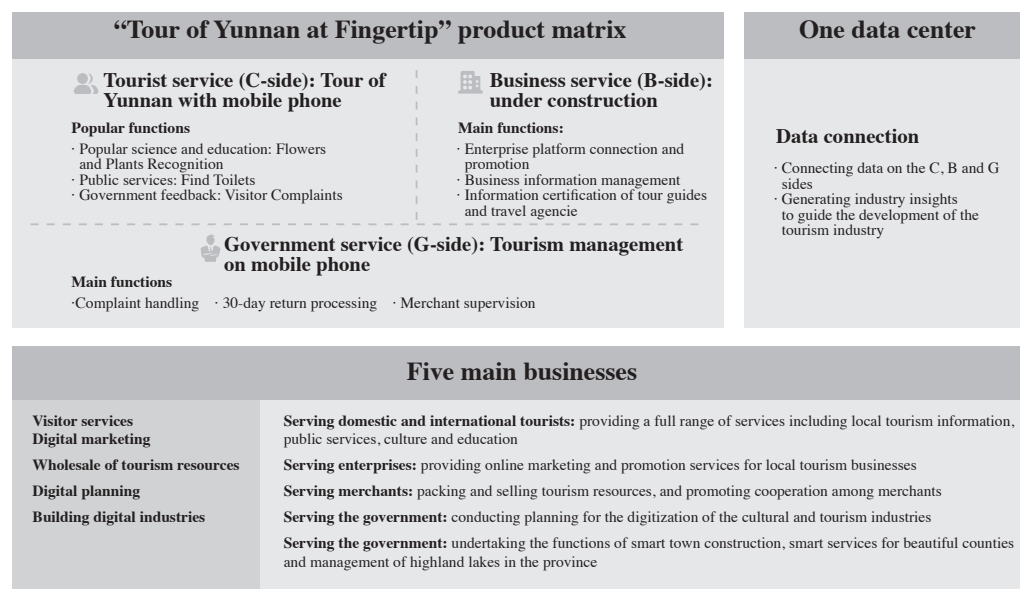 “Tour of Yunnan at Fingertip” product matrix
Tourist service (C-side): Tour of
Yunnan with mobile phone
Popular functions
· Popular science and education: Flowers
and Plants Recognition
· Public services: Find Toilets
· Government feedback: Visitor Complaints
Business service (B-side):
under construction
Main functions:
· Enterprise platform connection and
promotion
· Business information management
· Information certification of tour guides
and travel agencie
Government service (G-side): Tourism management
on mobile phone
Main functions
·Complaint handling · 30-day return processing · Merchant supervision
One data center
Data connection
· Connecting data on the C, B and G
sides
· Generating industry insights
to guide the development of the
tourism industry
Five main businesses
Visitor services
Digital marketing
Wholesale of tourism resources
Digital planning
Building digital industries
Serving domestic and international tourists: providing a full range of services including local tourism information,
public services, culture and education
Serving enterprises: providing online marketing and promotion services for local tourism businesses
Serving merchants: packing and selling tourism resources, and promoting cooperation among merchants
Serving the government: conducting planning for the digitization of the cultural and tourism industries
Serving the government: undertaking the functions of smart town construction, smart services for beautiful counties
and management of highland lakes in the province